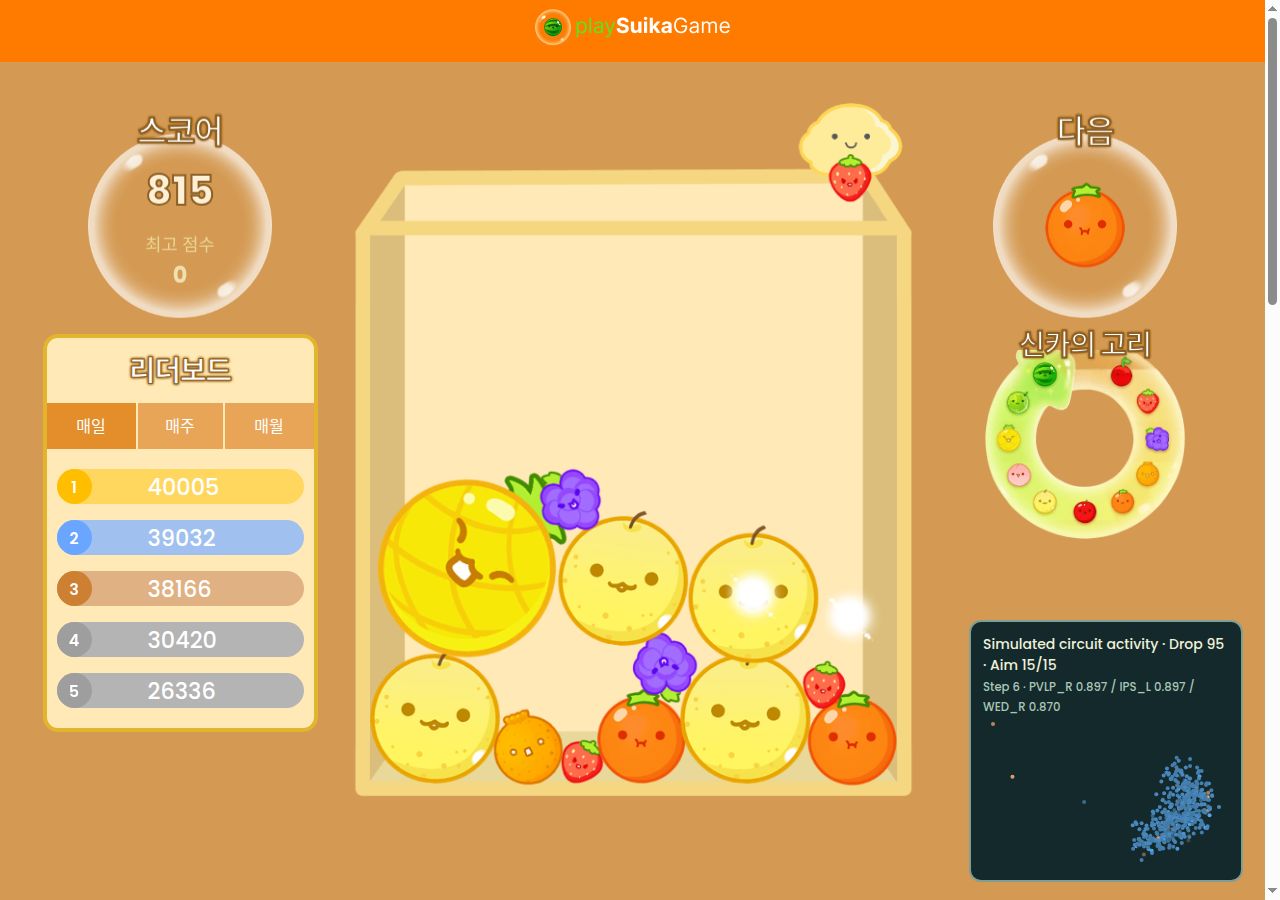 playSuikaGame
스코어
815
최고 점수
0
다음
리더보드
매일 매주 매월
1 40005
2 39032
3 38166
4 30420
5 26336
신카의 고리
Simulated circuit activity · Drop 95
· Aim 15/15
Step 6 · PVLP_R 0.897 / IPS_L 0.897 /
WED_R 0.870